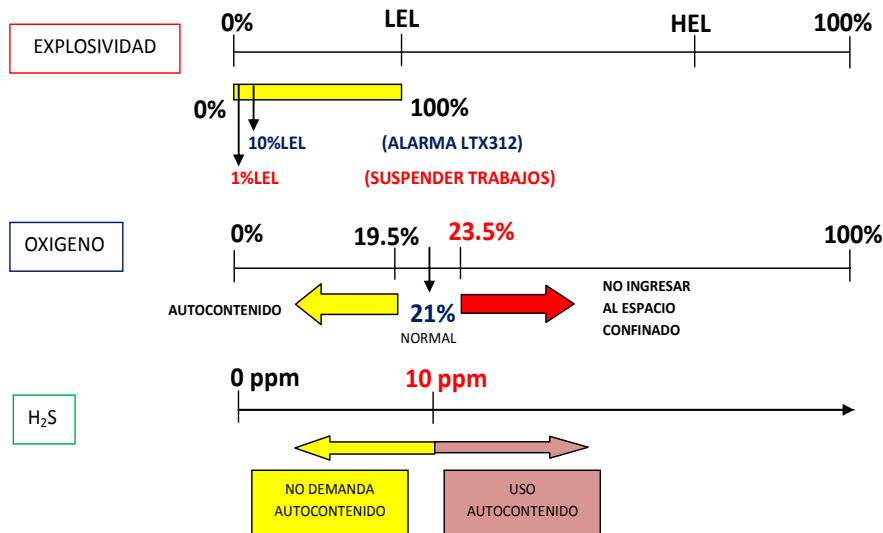 EXPLOSIVIDAD
0% LEL HEL 100%
0% 100%
10%LEL (ALARMA LTX312)
1%LEL (SUSPENDER TRABAJOS)
OXIGENO
0% 19.5% 23.5% 100%
AUTOCONTENIDO
21%
NORMAL
NO INGRESAR
AL ESPACIO
CONFINADO
H₂S
0 ppm 10 ppm
NO DEMANDA
AUTOCONTENIDO
USO
AUTOCONTENIDO